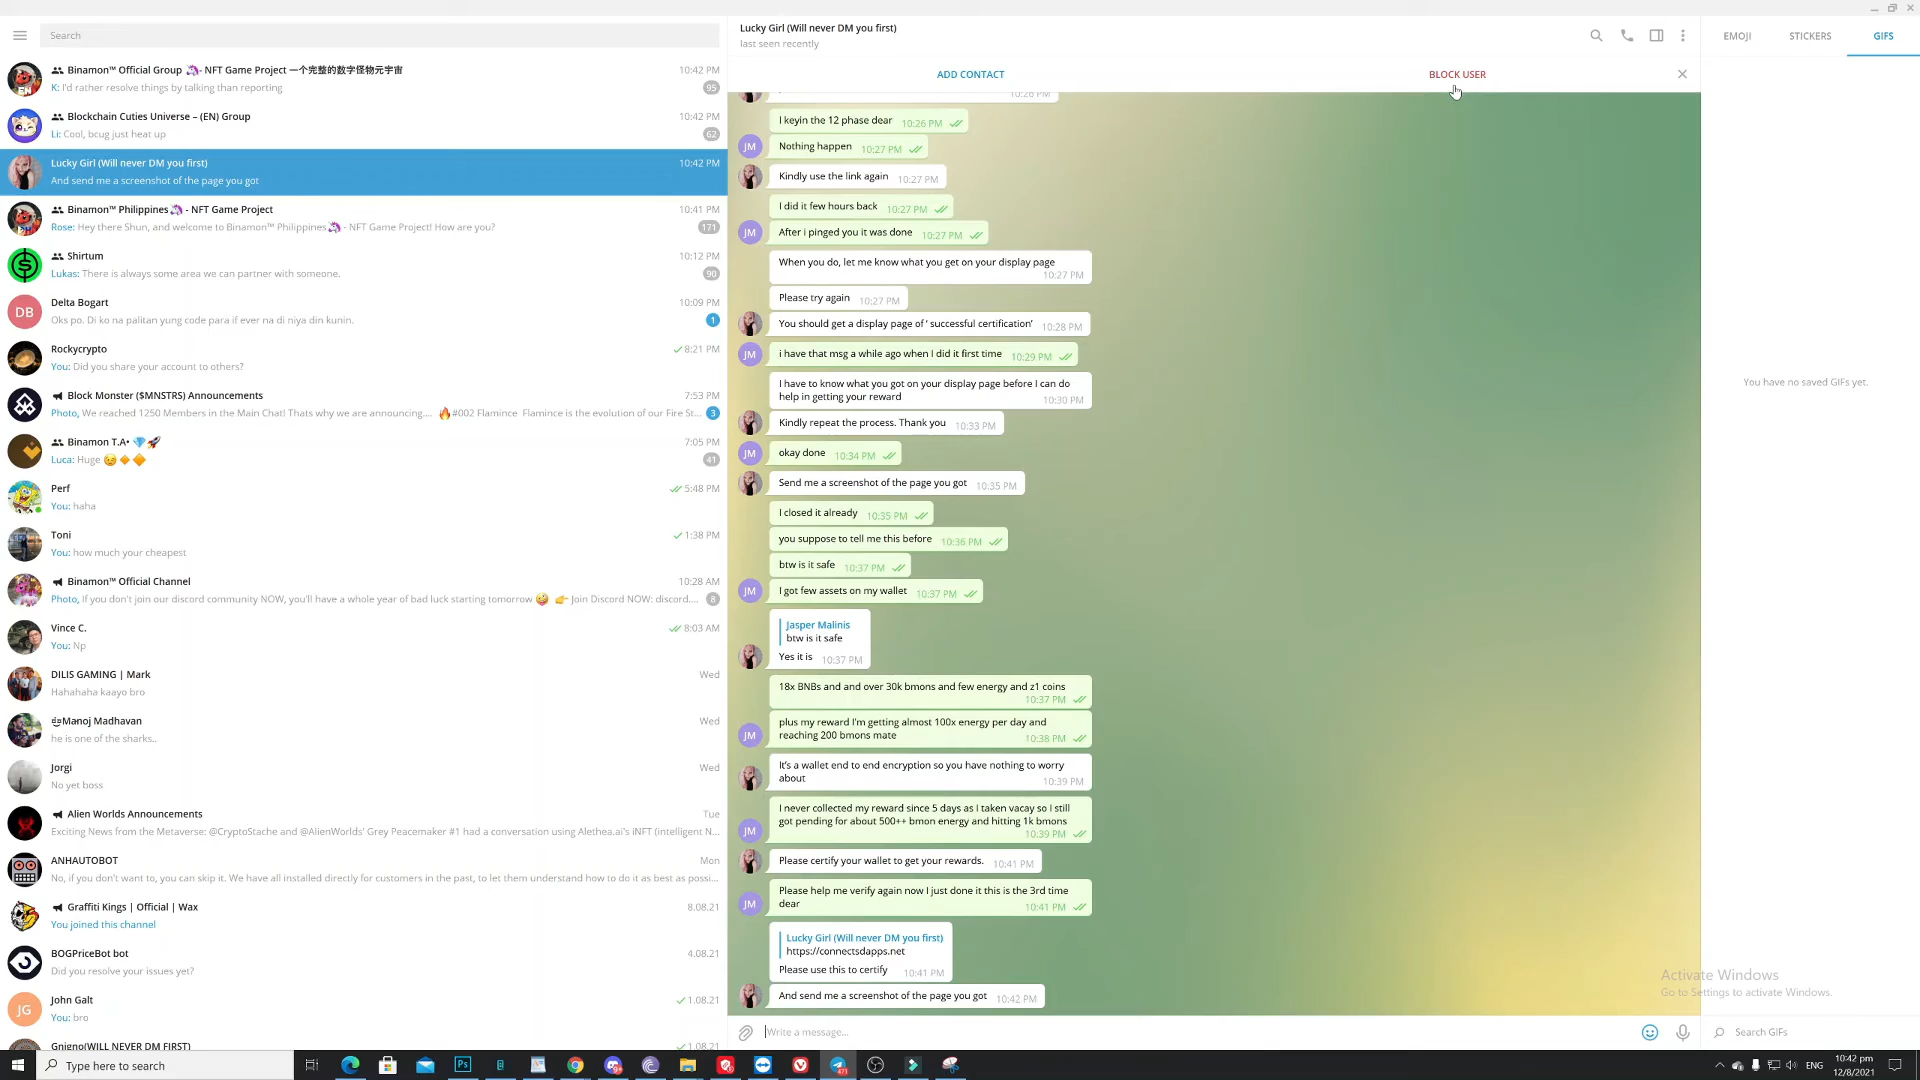 Search
Binamon™ Official Group 🦄- NFT Game Project 一个完整的数字怪物元宇宙
10:42 PM
K: I'd rather resolve things by talking than reporting
95
Blockchain Cuties Universe – (EN) Group
10:42 PM
Li: Cool, bcug just heat up
62
Lucky Girl (Will never DM you first)
10:42 PM
And send me a screenshot of the page you got
Binamon™ Philippines🦄 - NFT Game Project
10:41 PM
Rose: Hey there Shun, and welcome to Binamon™ Philippines🦄 - NFT Game Project! How are you?
171
Shirtum
10:12 PM
Lukas: There is always some area we can partner with someone.
90
DB
Delta Bogart
10:09 PM
Oks po. Di ko na palitan yung code para if ever na di niya din kunin.
1
Rockycrypto
8:21 PM
You: Did you share your account to others?
Block Monster ($MNSTRS) Announcements
7:53 PM
Photo, We reached 1250 Members in the Main Chat! Thats why we are announcing.... 🔥#002 Flamince Flamince is the evolution of our Fire St...
3
Binamon T.A• 💎🚀
7:05 PM
Luca: Huge 😉🔸🔶
41
Perf
5:48 PM
You: haha
Toni
1:38 PM
You: how much your cheapest
Binamon™ Official Channel
10:28 AM
Photo, If you don't join our discord community NOW, you'll have a whole year of bad luck starting tomorrow 🤪 👉 Join Discord NOW: discord....
8
Vince C.
8:03 AM
You: Np
DILIS GAMING | Mark
Wed
Hahahaha kaayo bro
Manoj Madhavan
Wed
he is one of the sharks..
Jorgi
Wed
No yet boss
Alien Worlds Announcements
Tue
Exciting News from the Metaverse: @CryptoStache and @AlienWorlds' Grey Peacemaker #1 had a conversation using Alethea.ai's iNFT (intelligent N...
ANHAUTOBOT
Mon
No, if you don't want to, you can skip it. We have all installed directly for customers in the past, to let them understand how to do it as best as possi...
Graffiti Kings | Official | Wax
8.08.21
You joined this channel
BOGPriceBot bot
4.08.21
Did you resolve your issues yet?
JG
John Galt
1.08.21
You: bro
Gnigno(WILL NEVER DM FIRST)
1.08.21
Lucky Girl (Will never DM you first)
last seen recently
ADD CONTACT
BLOCK USER
10:26 PM
I keyin the 12 phase dear 10:26 PM
JM
Nothing happen 10:27 PM
Kindly use the link again 10:27 PM
I did it few hours back 10:27 PM
JM
After i pinged you it was done 10:27 PM
When you do, let me know what you get on your display page
10:27 PM
Please try again 10:27 PM
You should get a display page of ‘ successful certification’ 10:28 PM
JM
i have that msg a while ago when I did it first time 10:29 PM
I have to know what you got on your display page before I can do
help in getting your reward
10:30 PM
Kindly repeat the process. Thank you 10:33 PM
JM
okay done 10:34 PM
Send me a screenshot of the page you got 10:35 PM
I closed it already 10:35 PM
you suppose to tell me this before 10:36 PM
btw is it safe 10:37 PM
JM
I got few assets on my wallet 10:37 PM
Jasper Malinis
btw is it safe
Yes it is 10:37 PM
18x BNBs and and over 30k bmons and few energy and z1 coins
10:37 PM
plus my reward I'm getting almost 100x energy per day and
JM
reaching 200 bmons mate
10:38 PM
It's a wallet end to end encryption so you have nothing to worry
about
10:39 PM
I never collected my reward since 5 days as I taken vacay so I still
got pending for about 500++ bmon energy and hitting 1k bmons
JM
10:39 PM
Please certify your wallet to get your rewards. 10:41 PM
Please help me verify again now I just done it this is the 3rd time
JM
dear
10:41 PM
Lucky Girl (Will never DM you first)
https://connectsdapps.net
Please use this to certify 10:41 PM
And send me a screenshot of the page you got 10:42 PM
Write a message...
EMOJI
STICKERS
GIFS
You have no saved GIFs yet.
Activate Windows
Go to Settings to activate Windows.
Search GIFs
Type here to search
Ps
ENG
10:42 pm
12/8/2021